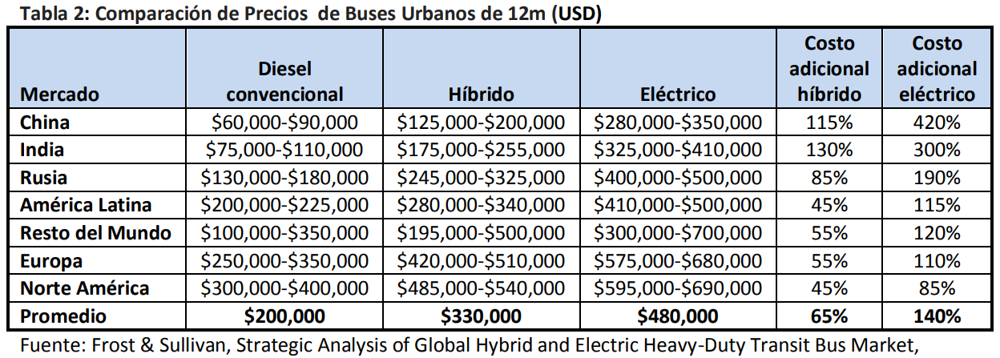 Tabla 2: Comparación de Precios de Buses Urbanos de 12m (USD)
Mercado Diesel convencional Híbrido Eléctrico Costo adicional híbrido Costo adicional eléctrico
China $60,000-$90,000 $125,000-$200,000 $280,000-$350,000 115% 420%
India $75,000-$110,000 $175,000-$255,000 $325,000-$410,000 130% 300%
Rusia $130,000-$180,000 $245,000-$325,000 $400,000-$500,000 85% 190%
América Latina $200,000-$225,000 $280,000-$340,000 $410,000-$500,000 45% 115%
Resto del Mundo $100,000-$350,000 $195,000-$500,000 $300,000-$700,000 55% 120%
Europa $250,000-$350,000 $420,000-$510,000 $575,000-$680,000 55% 110%
Norte América $300,000-$400,000 $485,000-$540,000 $595,000-$690,000 45% 85%
Promedio $200,000 $330,000 $480,000 65% 140%
Fuente: Frost & Sullivan, Strategic Analysis of Global Hybrid and Electric Heavy-Duty Transit Bus Market,